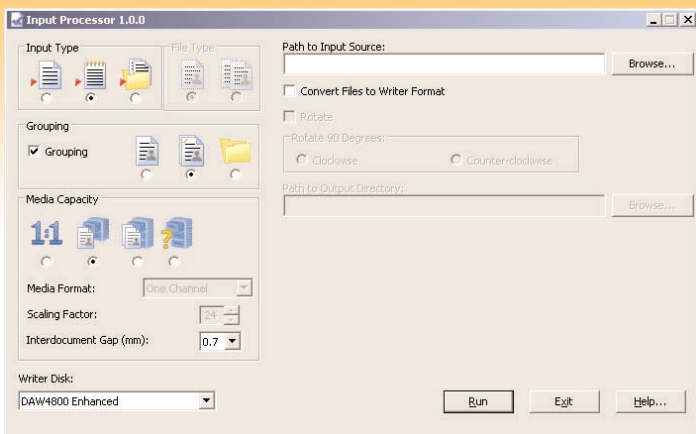 Input Processor 1.0.0
Input Type
File Type
Path to Input Source:
Browse...
Convert Files to Writer Format
Rotate
Rotate 90 Degrees:
Clockwise
Counter-clockwise
Path to Output Directory:
Browse...
Grouping
Grouping
Media Capacity
1:1
?
Media Format:
One Channel
Scaling Factor:
24
Interdocument Gap (mm):
0.7
Writer Disk:
DAW4800 Enhanced
Run
Exit
Help...